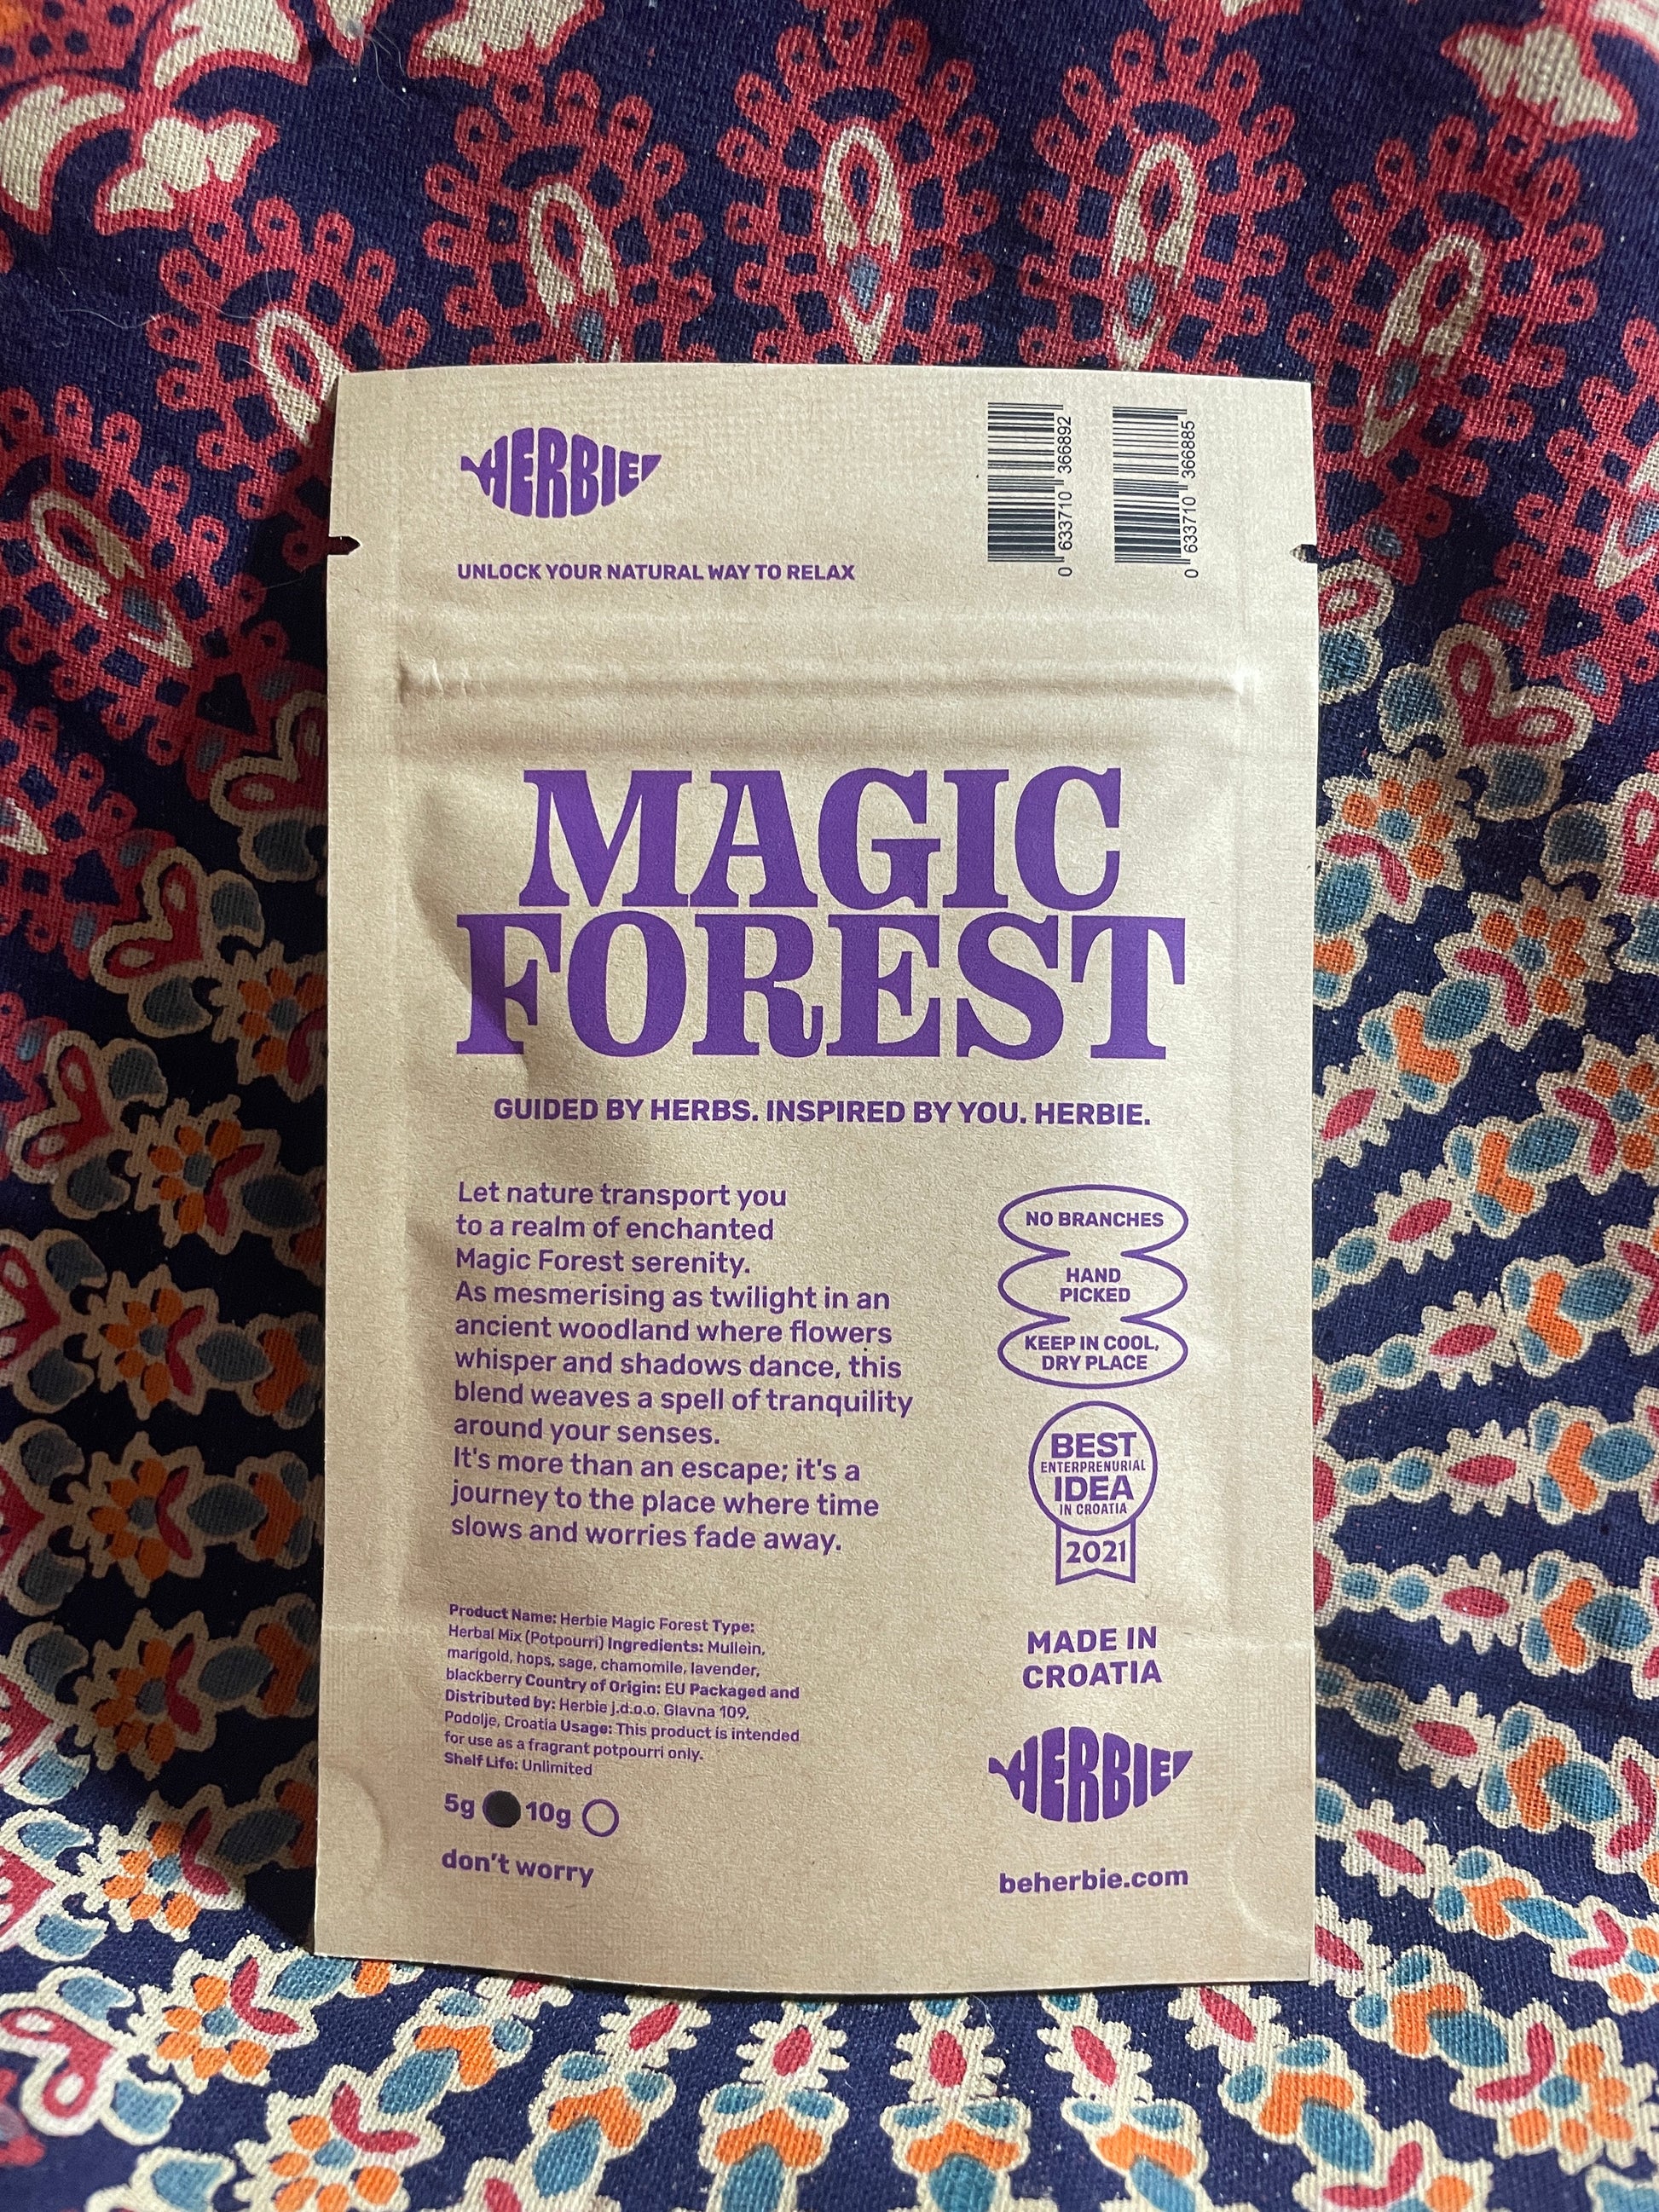 HERBIE
0 633710 366892
0 633710 366885
UNLOCK YOUR NATURAL WAY TO RELAX
MAGIC
FOREST
GUIDED BY HERBS. INSPIRED BY YOU. HERBIE.
Let nature transport you
to a realm of enchanted
Magic Forest serenity.
As mesmerising as twilight in an
ancient woodland where flowers
whisper and shadows dance, this
blend weaves a spell of tranquility
around your senses.
It's more than an escape; it's a
journey to the place where time
slows and worries fade away.
NO BRANCHES
HAND
PICKED
KEEP IN COOL,
DRY PLACE
BEST
ENTERPRENURIAL
IDEA
IN CROATIA
2021
Product Name: Herbie Magic Forest Type:
Herbal Mix (Potpourri) Ingredients: Mullein,
marigold, hops, sage, chamomile, lavender,
blackberry Country of Origin: EU Packaged and
Distributed by: Herbie j.d.o.o. Glavna 109,
Podolje, Croatia Usage: This product is intended
for use as a fragrant potpourri only.
Shelf Life: Unlimited
5g 10g
don't worry
MADE IN
CROATIA
HERBIE
beherbie.com